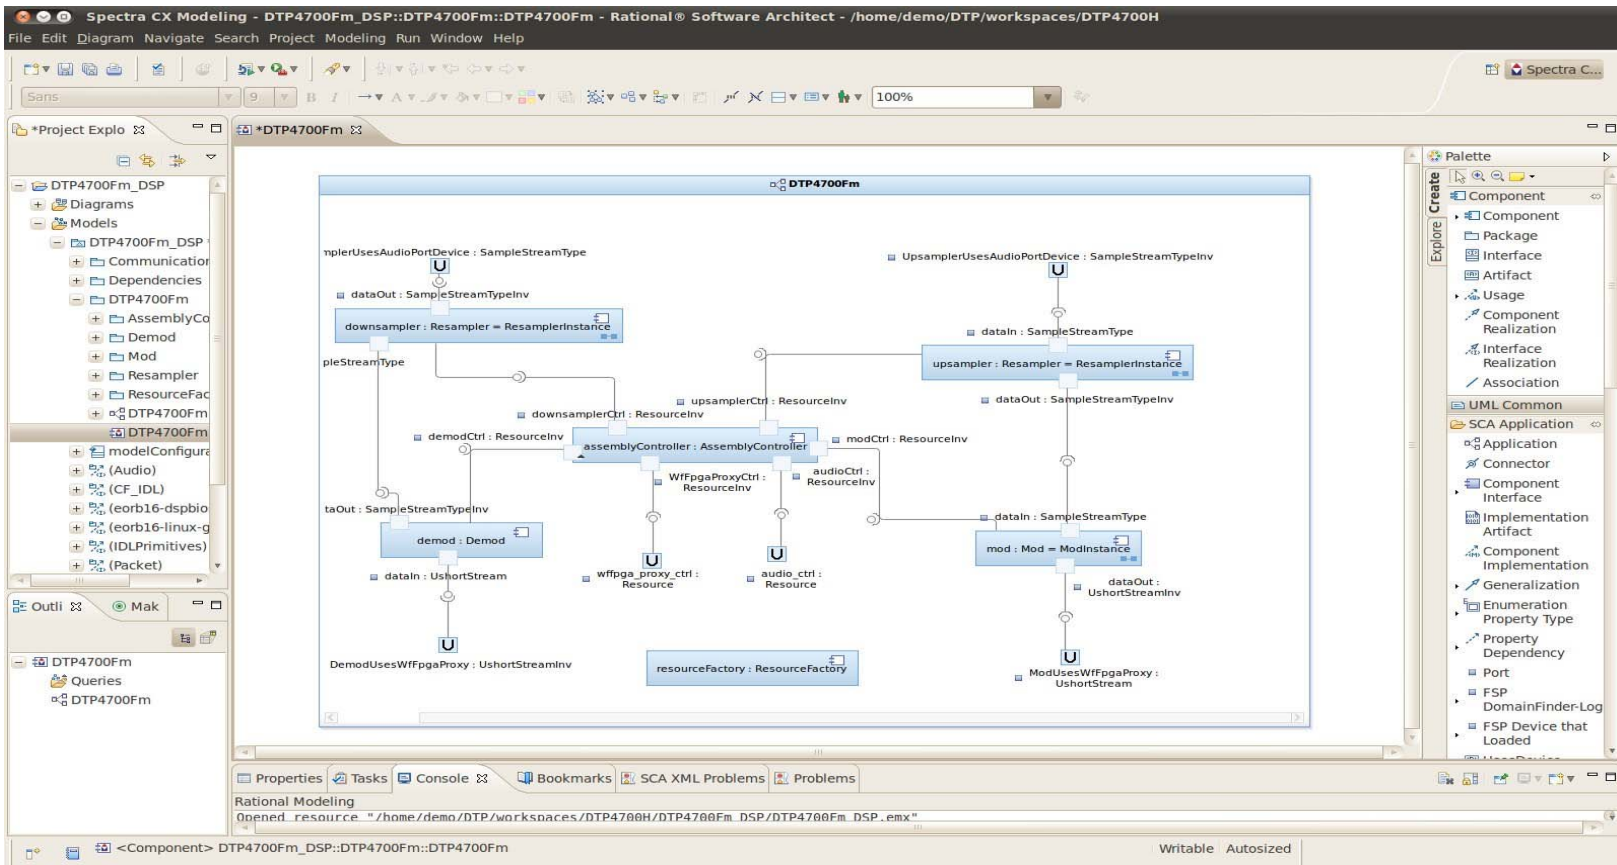 Spectra CX Modeling - DTP4700Fm_DSP::DTP4700Fm::DTP4700Fm - Rational® Software Architect - /home/demo/DTP/workspaces/DTP4700H
File Edit Diagram Navigate Search Project Modeling Run Window Help
Spectra C...
Sans 9 B I A 100%
*Project Explo
DTP4700Fm_DSP
Diagrams
Models
DTP4700Fm_DSP
Communication
Dependencies
DTP4700Fm
AssemblyCo
Demod
Mod
Resampler
ResourceFac
DTP4700Fm
DTP4700Fm
modelConfigura
(Audio)
(CF_IDL)
(eorb16-dspbio
(eorb16-linux-g
(IDLPrimitives)
(Packet)
Outli Mak
DTP4700Fm
Queries
DTP4700Fm
*DTP4700Fm
DTP4700Fm
mplerUsesAudioPortDevice : SampleStreamType
U
dataOut : SampleStreamTypeInv
downsampler : Resampler = ResamplerInstance
pleStreamType
UpsamplerUsesAudioPortDevice : SampleStreamTypeInv
U
dataIn : SampleStreamType
upsampler : Resampler = ResamplerInstance
dataOut : SampleStreamTypeInv
upsamplerCtrl : ResourceInv
downsamplerCtrl : ResourceInv
demodCtrl : ResourceInv
assemblyController : AssemblyController
modCtrl : ResourceInv
WfFpgaProxyCtrl :
ResourceInv
audioCtrl :
ResourceInv
taOut : SampleStreamTypeInv
demod : Demod
dataIn : UshortStream
U
wffpga_proxy_ctrl :
Resource
U
audio_ctrl :
Resource
dataIn : SampleStreamType
mod : Mod = ModInstance
dataOut :
UshortStreamInv
U
DemodUsesWfFpgaProxy : UshortStreamInv
resourceFactory : ResourceFactory
U
ModUsesWfFpgaProxy :
UshortStream
Palette
Create
Explore
Component
Component
Package
Interface
Artifact
Usage
Component
Realization
Interface
Realization
Association
UML Common
SCA Application
Application
Connector
Component
Interface
Implementation
Artifact
Component
Implementation
Generalization
Enumeration
Property Type
Property
Dependency
Port
FSP
DomainFinder-Log
FSP Device that
Loaded
Properties Tasks Console Bookmarks SCA XML Problems Problems
Rational Modeling
Opened resource "/home/demo/DTP/workspaces/DTP4700H/DTP4700Fm_DSP/DTP4700Fm_DSP.emx"
<Component> DTP4700Fm_DSP::DTP4700Fm::DTP4700Fm
Writable Autosized